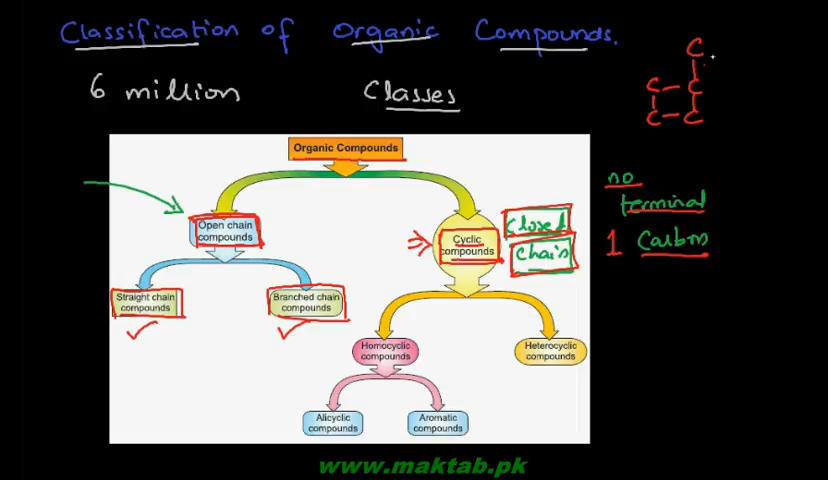 Classification of Organic Compounds.
6 million Classes
C
C - C
C - C
Organic Compounds
no
terminal
1 Carbon
Open chain
compounds
Cyclic
compounds
Closed
Chain
Straight chain
compounds
Branched chain
compounds
Homocyclic
compounds
Heterocyclic
compounds
Alicyclic
compounds
Aromatic
compounds
www.maktab.pk